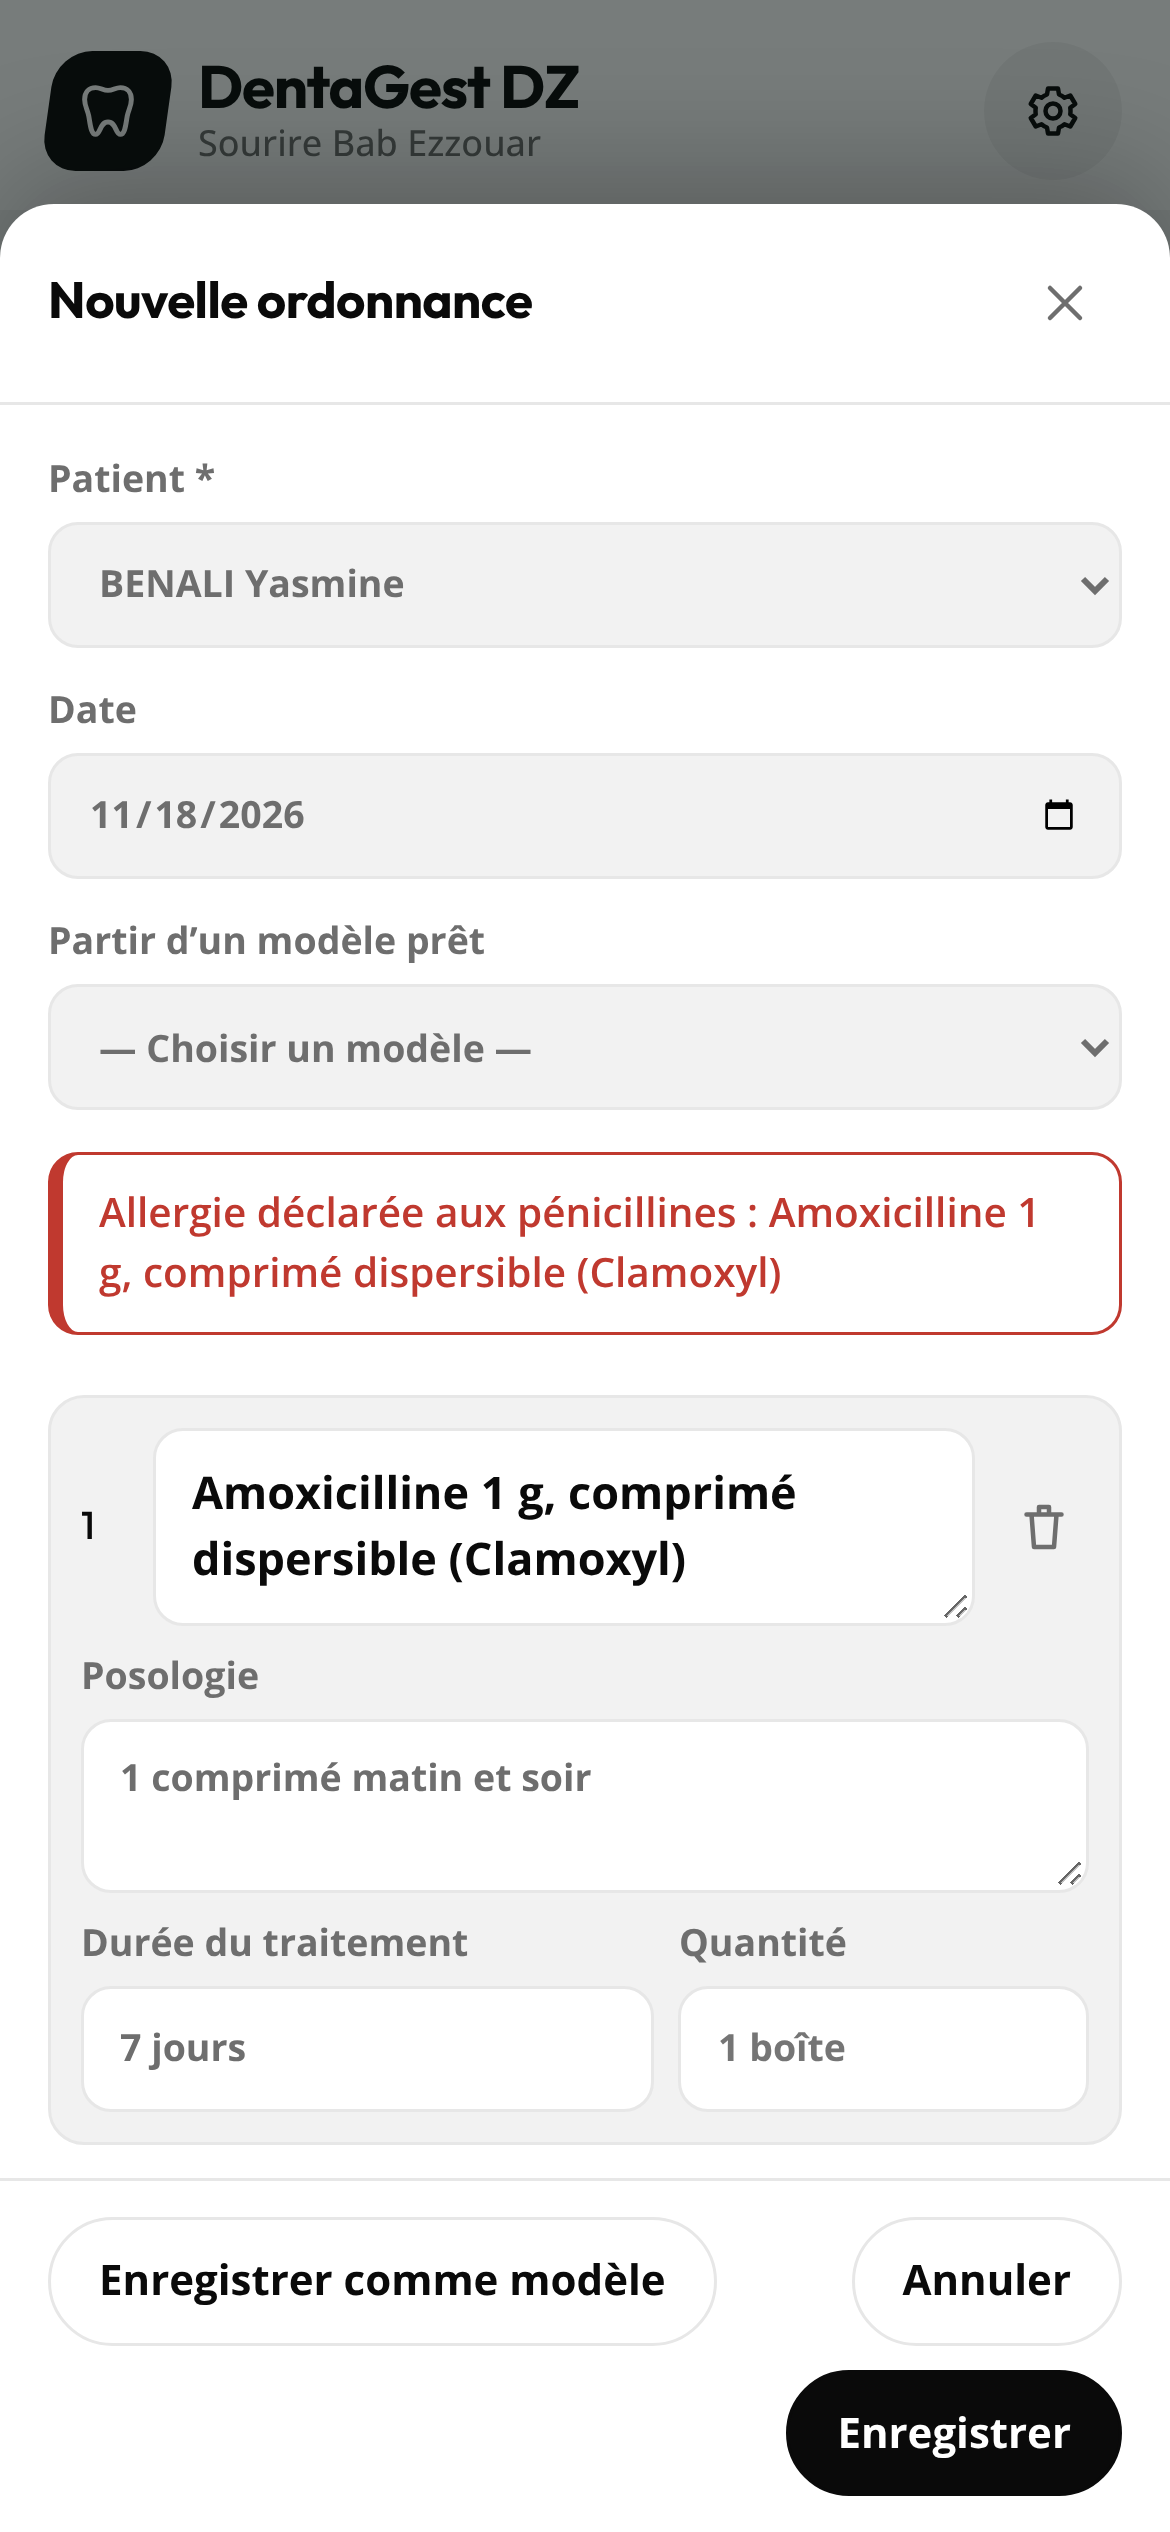 DentaGest DZ
Sourire Bab Ezzouar
Nouvelle ordonnance
Patient *
BENALI Yasmine
Date
11/18/2026
Partir d’un modèle prêt
— Choisir un modèle —
Allergie déclarée aux pénicillines : Amoxicilline 1
g, comprimé dispersible (Clamoxyl)
1
Amoxicilline 1 g, comprimé
dispersible (Clamoxyl)
Posologie
1 comprimé matin et soir
Durée du traitement
Quantité
7 jours
1 boîte
Enregistrer comme modèle
Annuler
Enregistrer